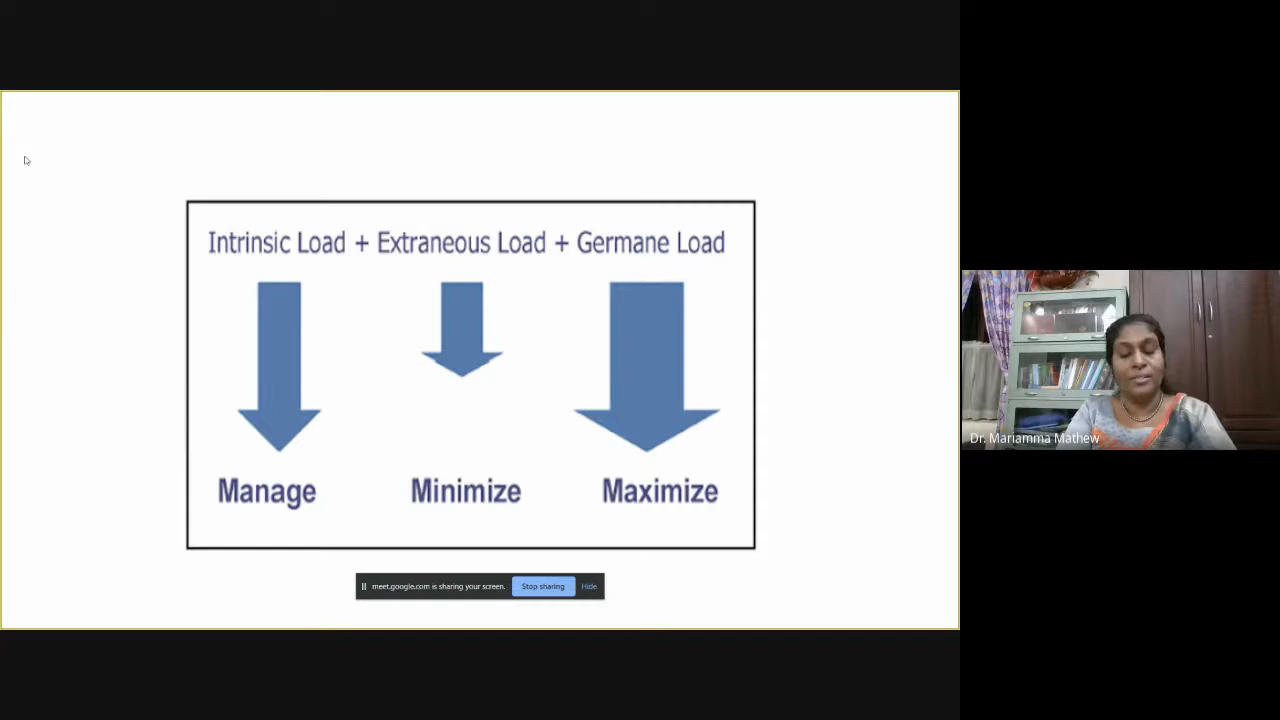 Intrinsic Load + Extraneous Load + Germane Load
Manage Minimize Maximize
meet.google.com is sharing your screen. Stop sharing Hide
Dr. Mariamma Mathew